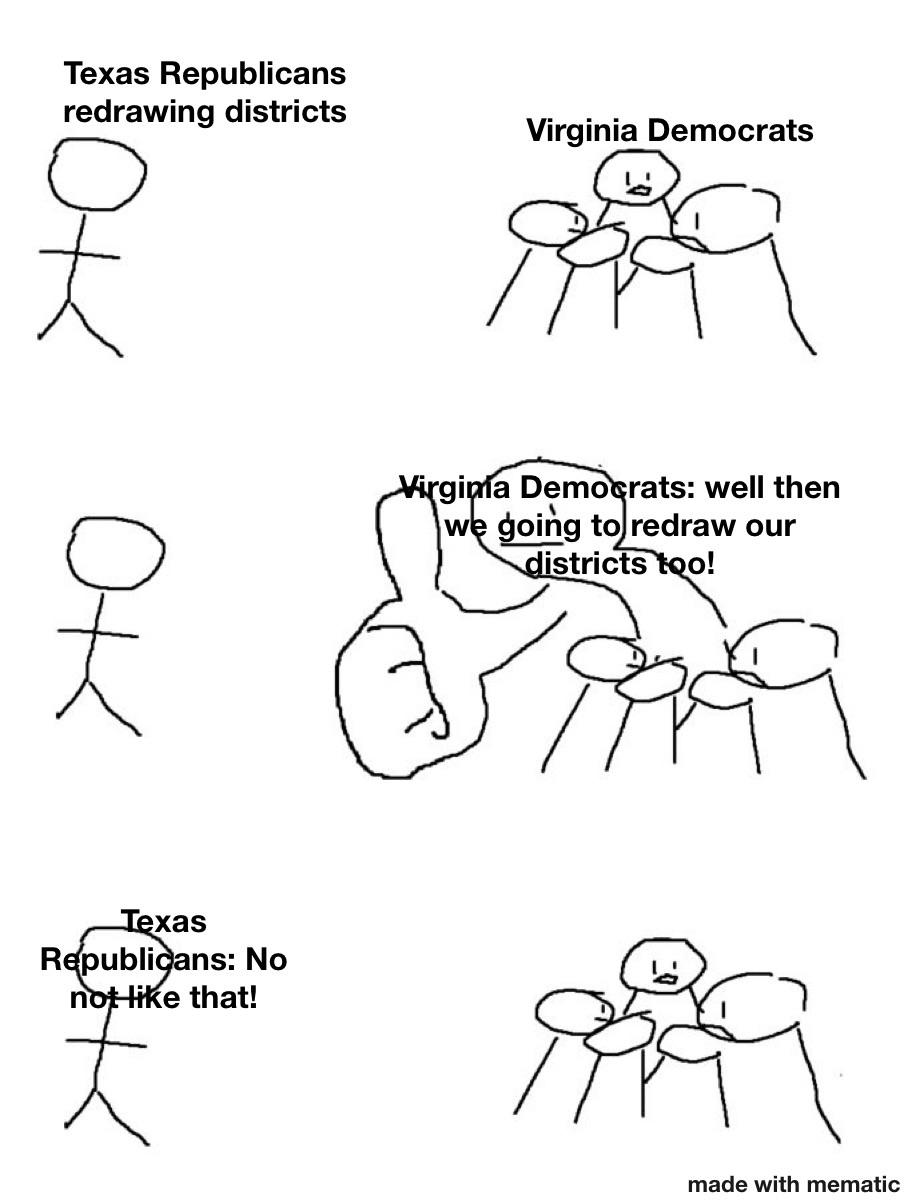 Texas Republicans
redrawing districts
Virginia Democrats
Virginia Democrats: well then
we going to redraw our
districts too!
Texas
Republicans: No
not like that!
made with mematic